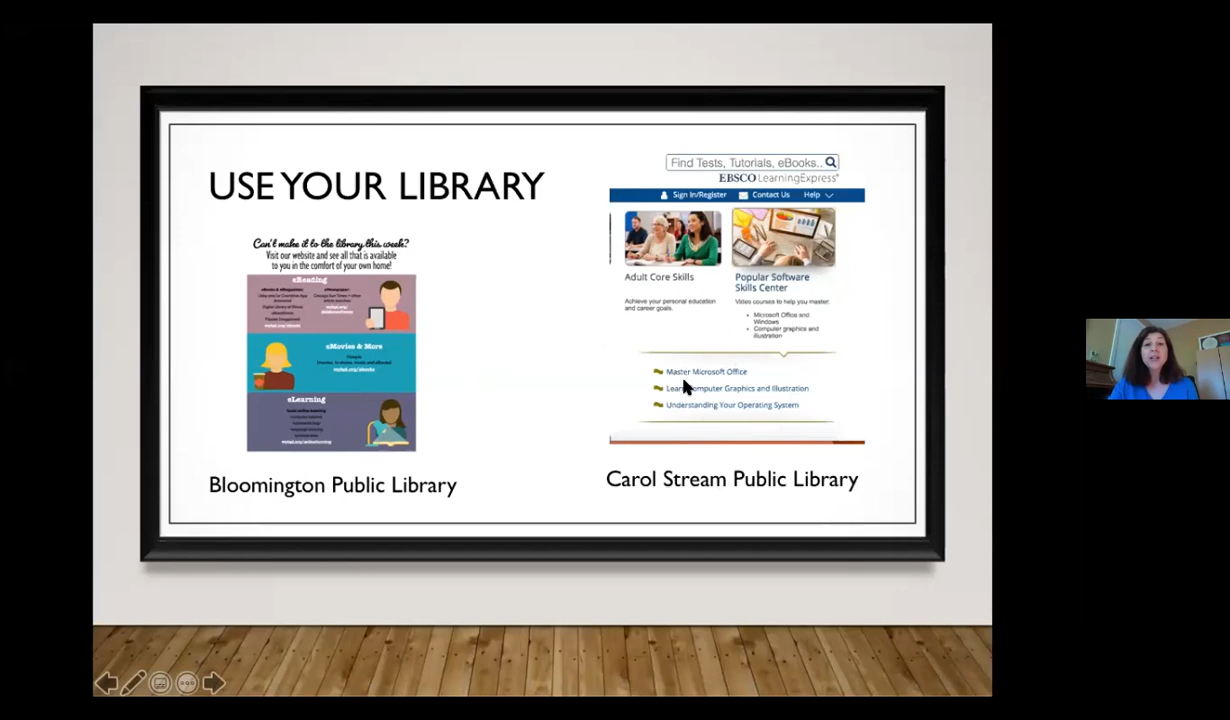 USE YOUR LIBRARY
Can't make it to the library this week?
Visit our website and see all that is available
to you in the comfort of your own home!
eReading
eMovies & More
eLearning
Bloomington Public Library
Find Tests, Tutorials, eBooks..
EBSCO LearningExpress
Sign In/Register
Contact Us
Help
Adult Core Skills
Achieve your personal education
and career goals.
Popular Software
Skills Center
Video courses to help you master:
Microsoft Office and
Windows
Computer graphics and
illustration
Master Microsoft Office
Learn Computer Graphics and Illustration
Understanding Your Operating System
Carol Stream Public Library